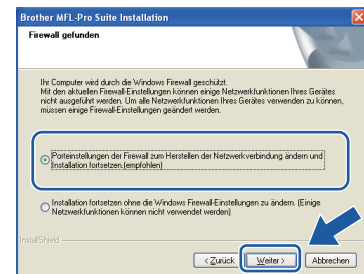 Brother MFL-Pro Suite Installation
Firewall gefunden
Ihr Computer wird durch die Windows Firewall geschützt.
Mit den aktuellen Firewall-Einstellungen können einige Netzwerkfunktionen Ihres Gerätes
nicht ausgeführt werden. Um alle Netzwerkfunktionen Ihres Gerätes verwenden zu können,
müssen einige Firewall-Einstellungen geändert werden.
Porteinstellungen der Firewall zum Herstellen der Netzwerkverbindung ändern und
Installation fortsetzen.(empfohlen)
Installation fortsetzen ohne die Windows Firewall-Einstellungen zu ändern. (Einige
Netzwerkfunktionen können nicht verwendet werden)
InstallShield
< Zurück
Weiter >
Abbrechen